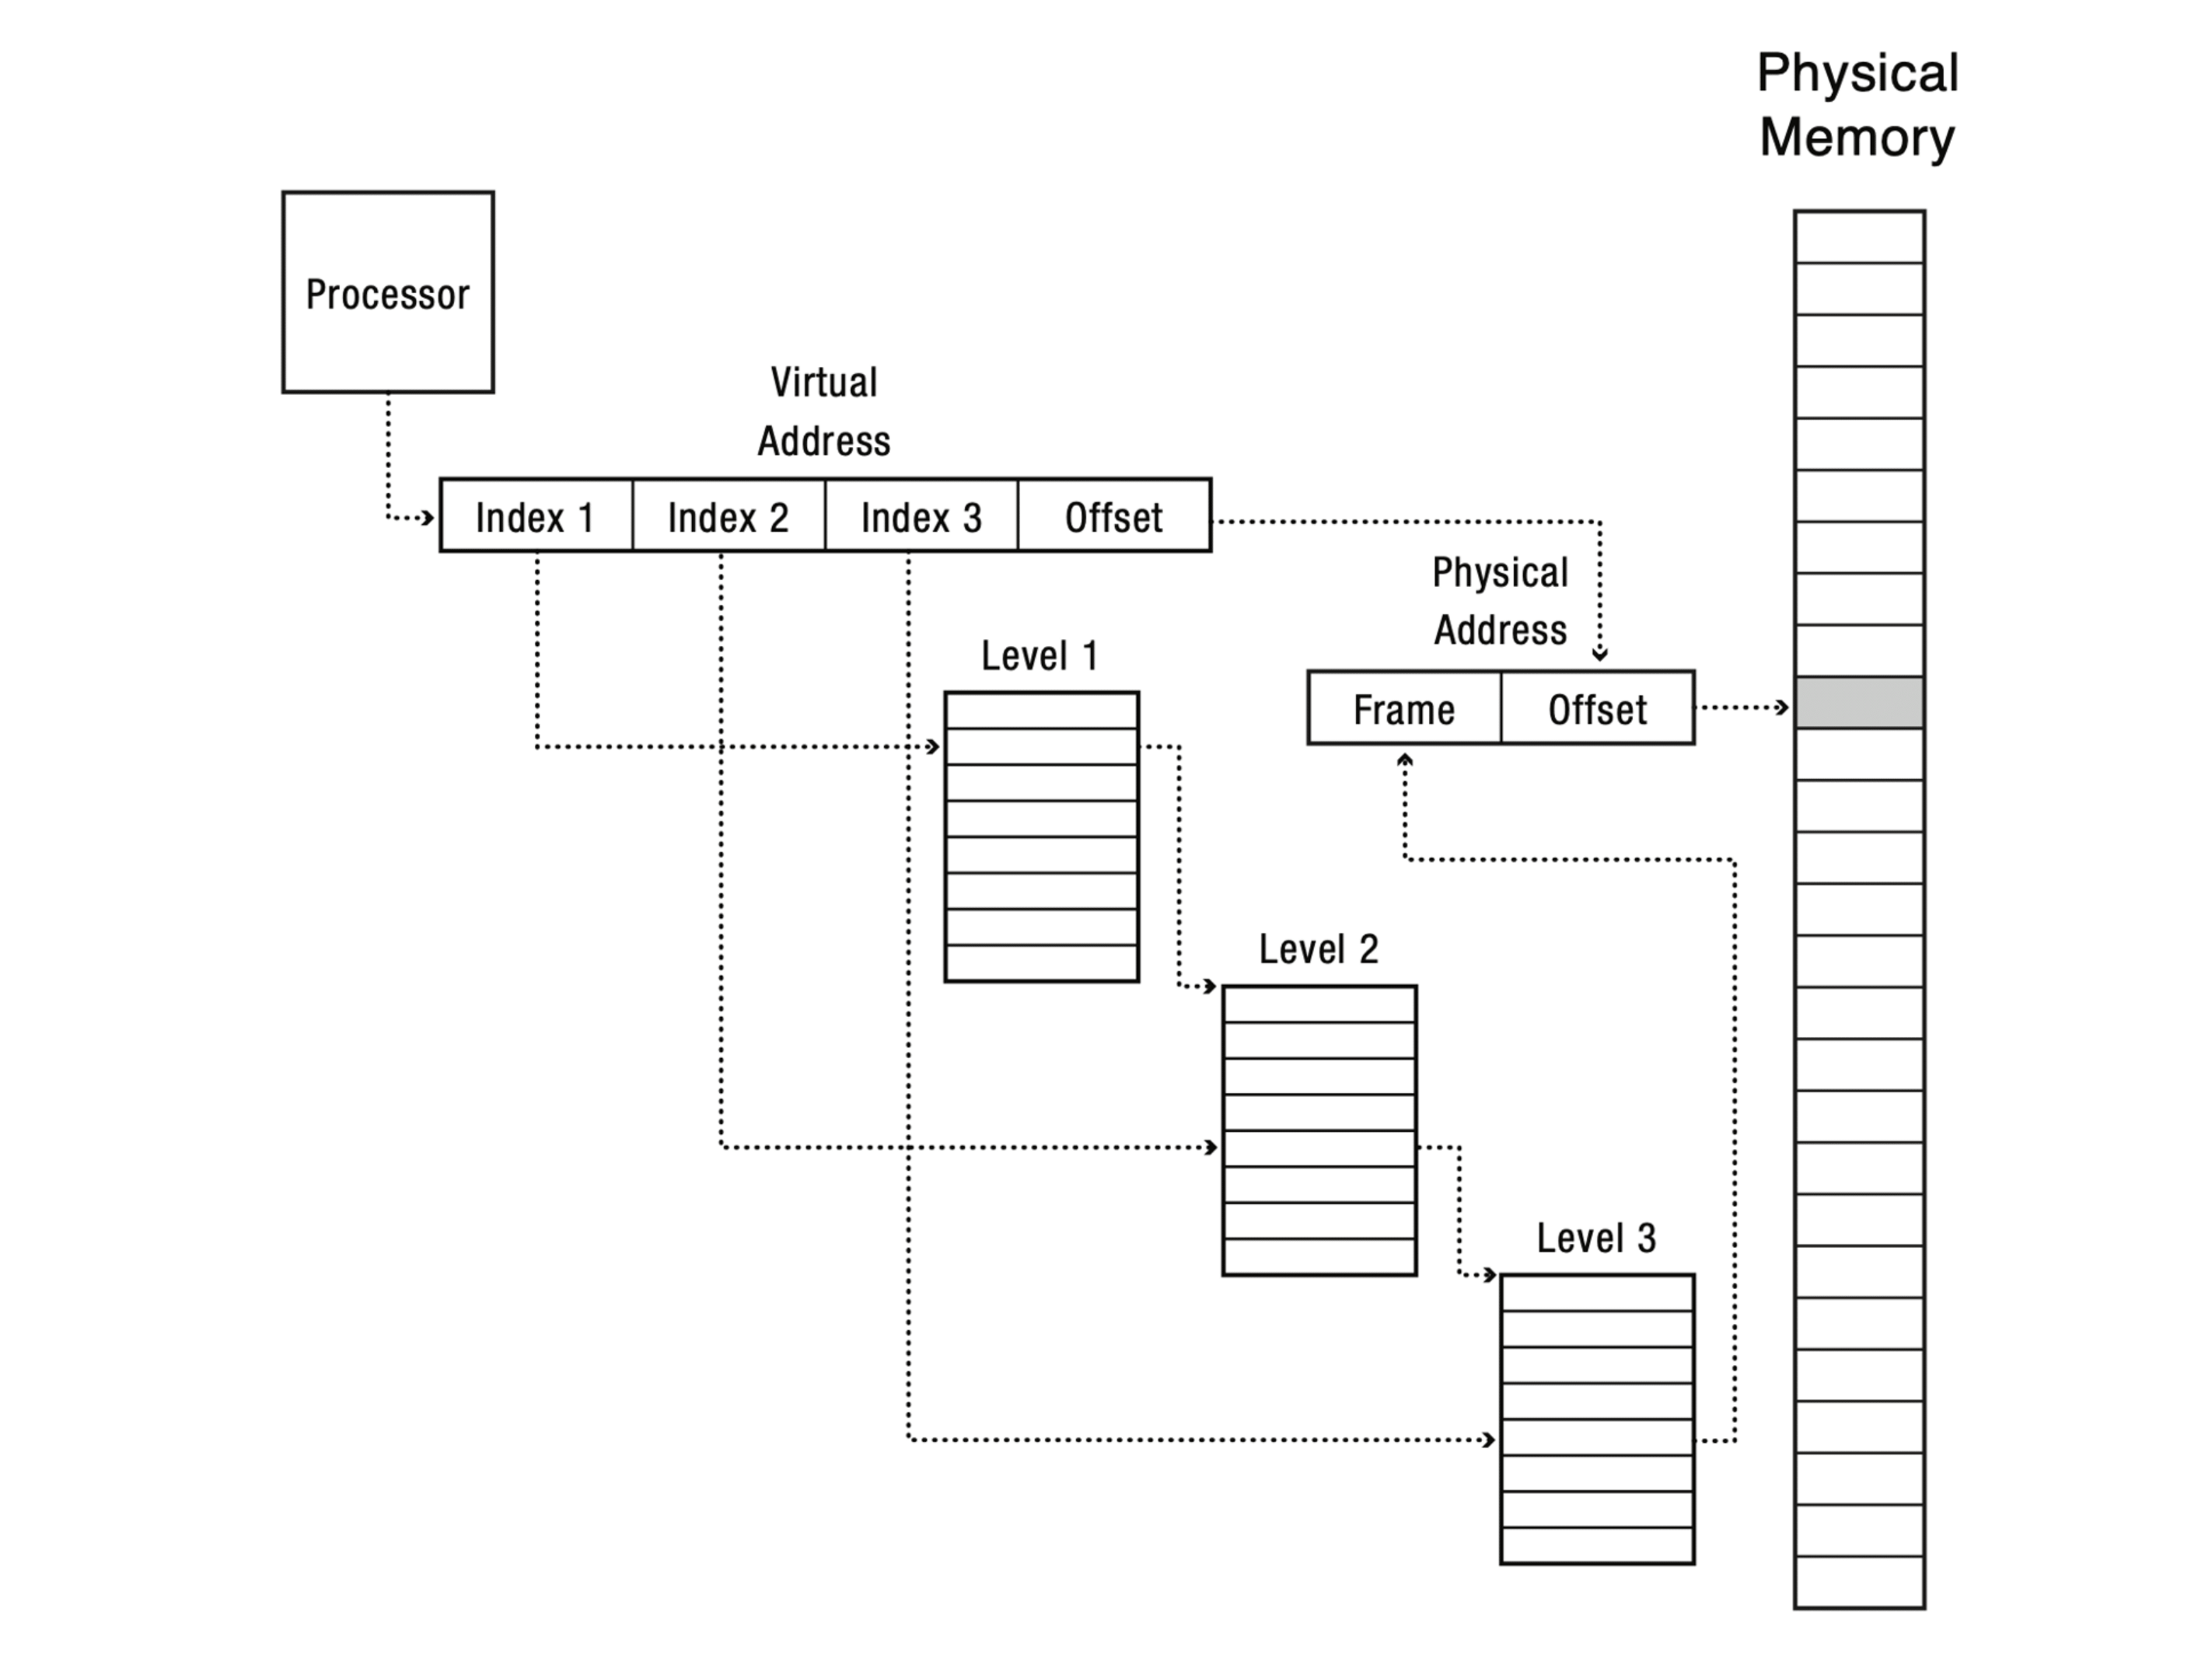 Physical
Memory
Processor
Virtual
Address
Index 1 Index 2 Index 3 Offset
Physical
Address
Level 1
Frame Offset
Level 2
Level 3